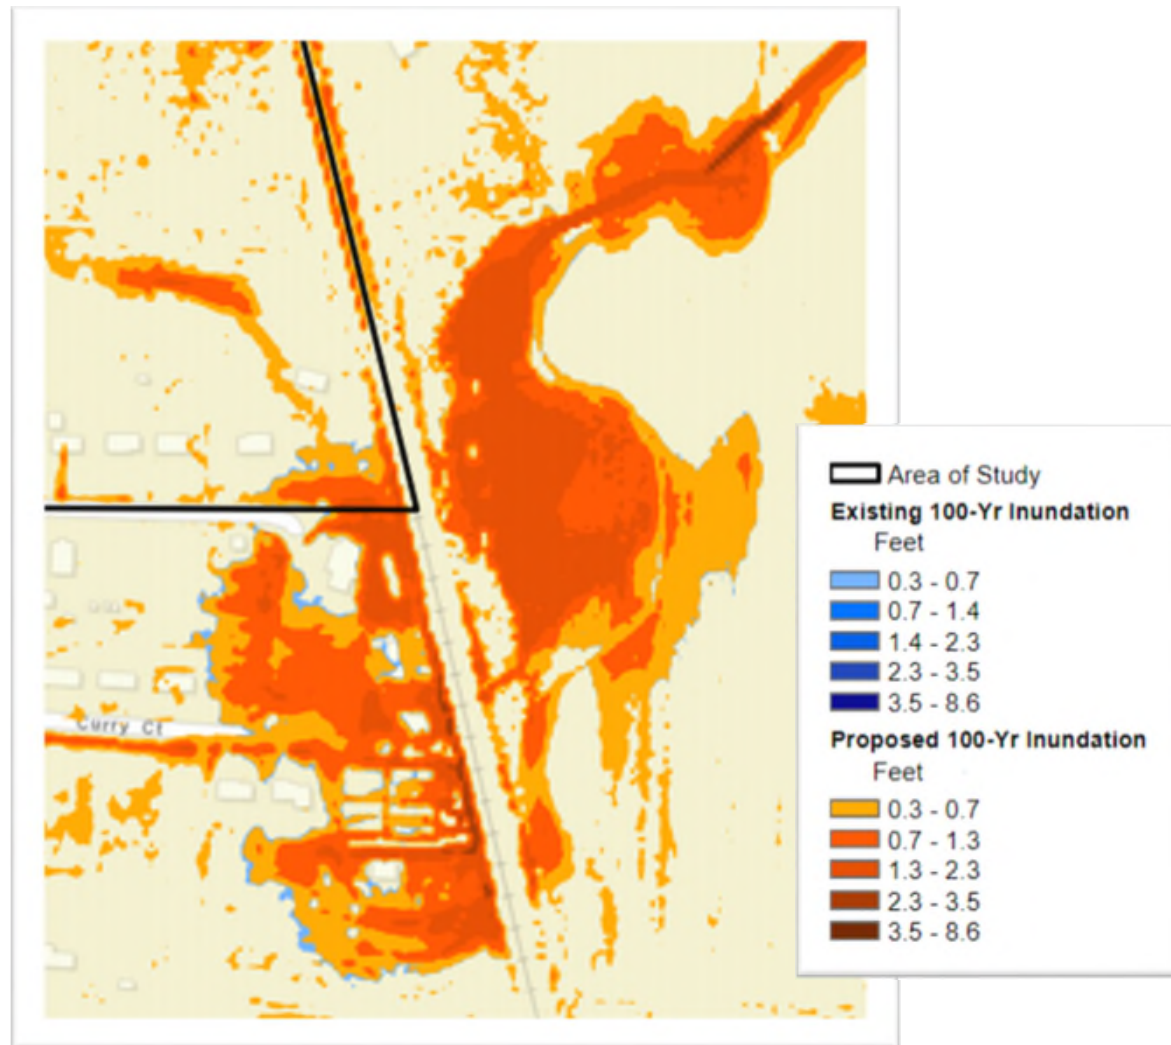 Curry Ct
Area of Study
Existing 100-Yr Inundation
Feet
0.3 - 0.7
0.7 - 1.4
1.4 - 2.3
2.3 - 3.5
3.5 - 8.6
Proposed 100-Yr Inundation
Feet
0.3 - 0.7
0.7 - 1.3
1.3 - 2.3
2.3 - 3.5
3.5 - 8.6